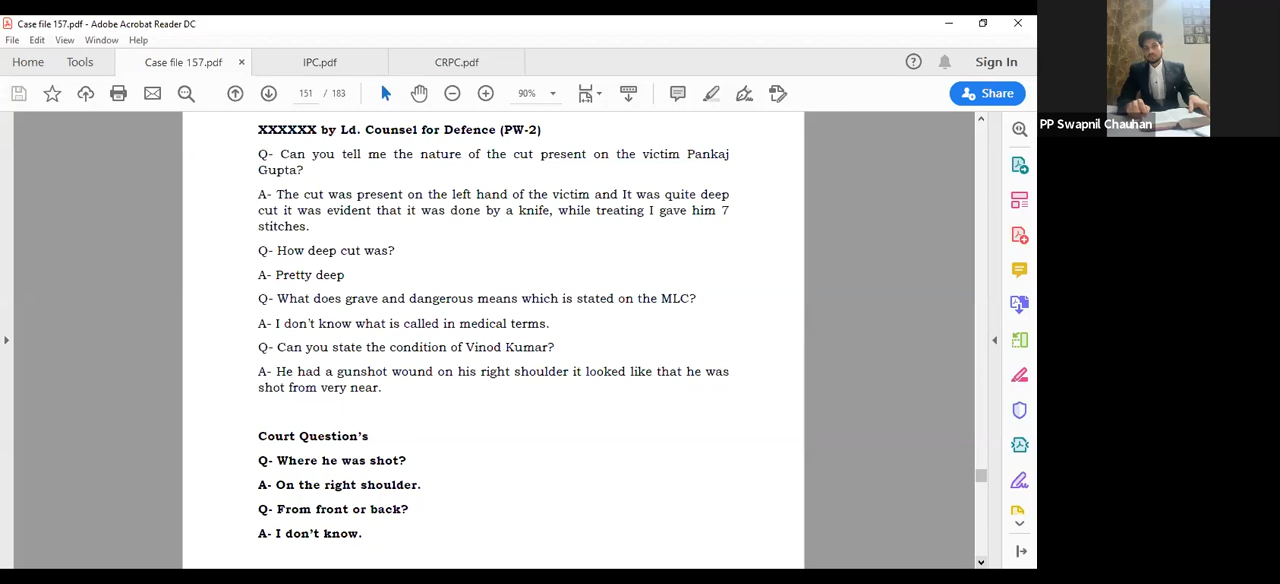 Case file 157.pdf - Adobe Acrobat Reader DC
File Edit View Window Help
Home Tools Case file 157.pdf × IPC.pdf CRPC.pdf Sign In
151 / 183 90% Share
XXXXXX by Ld. Counsel for Defence (PW-2)
Q- Can you tell me the nature of the cut present on the victim Pankaj
Gupta?
A- The cut was present on the left hand of the victim and It was quite deep
cut it was evident that it was done by a knife, while treating I gave him 7
stitches.
Q- How deep cut was?
A- Pretty deep
Q- What does grave and dangerous means which is stated on the MLC?
A- I don't know what is called in medical terms.
Q- Can you state the condition of Vinod Kumar?
A- He had a gunshot wound on his right shoulder it looked like that he was
shot from very near.
Court Question's
Q- Where he was shot?
A- On the right shoulder.
Q- From front or back?
A- I don't know.
PP Swapnil Chauhan